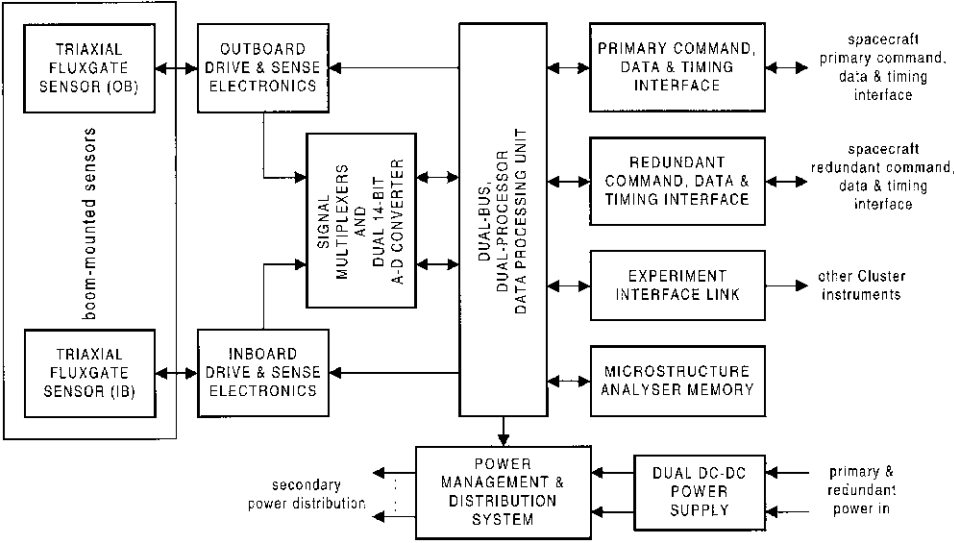 TRIAXIAL
FLUXGATE
SENSOR (OB)
OUTBOARD
DRIVE & SENSE
ELECTRONICS
boom-mounted sensors
TRIAXIAL
FLUXGATE
SENSOR (IB)
INBOARD
DRIVE & SENSE
ELECTRONICS
SIGNAL
MULTIPLEXERS
AND
DUAL 14-BIT
A-D CONVERTER
DUAL-BUS,
DUAL-PROCESSOR
DATA PROCESSING UNIT
PRIMARY COMMAND,
DATA & TIMING
INTERFACE
spacecraft
primary command,
data & timing
interface
REDUNDANT
COMMAND, DATA &
TIMING INTERFACE
spacecraft
redundant command,
data & timing
interface
EXPERIMENT
INTERFACE LINK
other Cluster
instruments
MICROSTRUCTURE
ANALYSER MEMORY
secondary
power distribution
POWER
MANAGEMENT &
DISTRIBUTION
SYSTEM
DUAL DC-DC
POWER
SUPPLY
primary &
redundant
power in